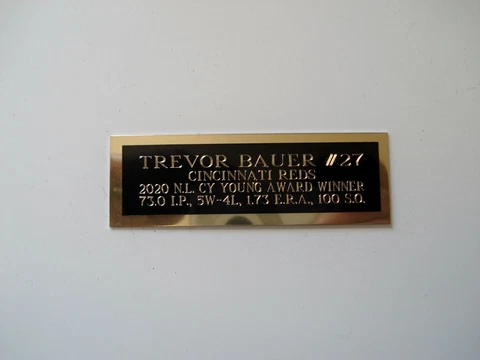 TREVOR BAUER #27
CINCINNATI REDS
2020 N.L. CY YOUNG AWARD WINNER
73.0 I.P., 5W-4L, 1.73 E.R.A., 100 S.O.